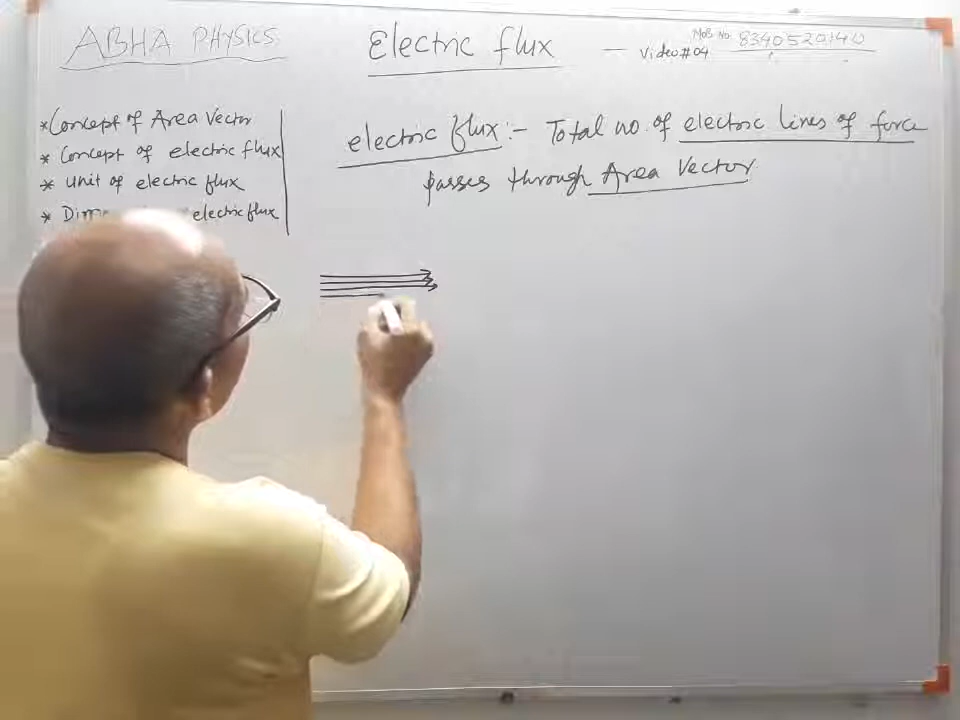 ABHA PHYSICS
Electric flux
— Video#04
Mob No. 8340520140
*Concept of Area Vector
* Concept of electric flux
* Unit of electric flux
* electric flux
electric flux :- Total no. of electric lines of force
passes through Area Vector